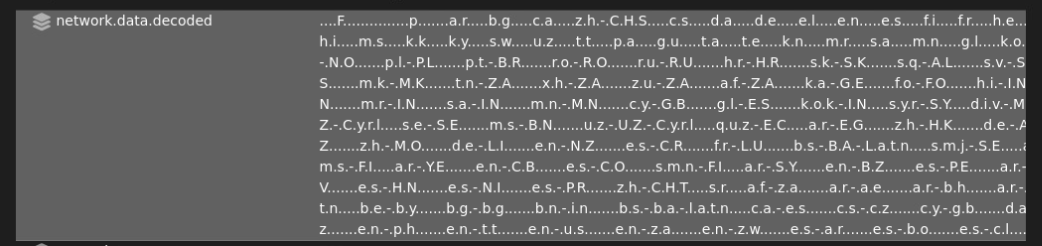 network.data.decoded
....F..............p......a.r.....b.g.....c.a.....z.h.-.C.H.S.....c.s.....d.a.....d.e.....e.l.....e.n.....e.s.....f.i.....f.r.....h.e...
h.i.....m.s.....k.k.....k.y.....s.w.....u.z.....t.t.....p.a.....g.u.....t.a.....t.e.....k.n.....m.r.....s.a.....m.n.....g.l.....k.o.
-.N.O.......p.l.-.P.L.......p.t.-.B.R.......r.o.-.R.O.......r.u.-.R.U.......h.r.-.H.R.......s.k.-.S.K.......s.q.-.A.L.......s.v.-.S
S.......m.k.-.M.K.......t.n.-.Z.A.......x.h.-.Z.A.......z.u.-.Z.A.......a.f.-.Z.A.......k.a.-.G.E.......f.o.-.F.O.......h.i.-.I.N
N.......m.r.-.I.N.......s.a.-.I.N.......m.n.-.M.N.......c.y.-.G.B.......g.l.-.E.S.......k.o.k.-.I.N.......s.y.r.-.S.Y.....d.i.v.-.M
Z.-.C.y.r.l.....s.e.-.S.E.......m.s.-.B.N.......u.z.-.U.Z.-.C.y.r.l.....q.u.z.-.E.C.......a.r.-.E.G.......z.h.-.H.K.......d.e.-.A
Z.......z.h.-.M.O.......d.e.-.L.I.......e.n.-.N.Z.......e.s.-.C.R.......f.r.-.L.U.......b.s.-.B.A.-.L.a.t.n.....s.m.j.-.S.E.....
m.s.-.F.I.....a.r.-.Y.E.......e.n.-.C.B.......e.s.-.C.O.......s.m.n.-.F.I.....a.r.-.S.Y.......e.n.-.B.Z.......e.s.-.P.E.......a.r.-
V.......e.s.-.H.N.......e.s.-.N.I.......e.s.-.P.R.......z.h.-.C.H.T.....s.r.....a.f.-.z.a.......a.r.-.a.e.......a.r.-.b.h.......a.r.-.
t.n.....b.e.-.b.y.......b.g.-.b.g.......b.n.-.i.n.......b.s.-.b.a.-.l.a.t.n.....c.a.-.e.s.......c.s.-.c.z.......c.y.-.g.b.......d.a
z.......e.n.-.p.h.......e.n.-.t.t.......e.n.-.u.s.......e.n.-.z.a.......e.n.-.z.w.......e.s.-.a.r.......e.s.-.b.o.......e.s.-.c.l....